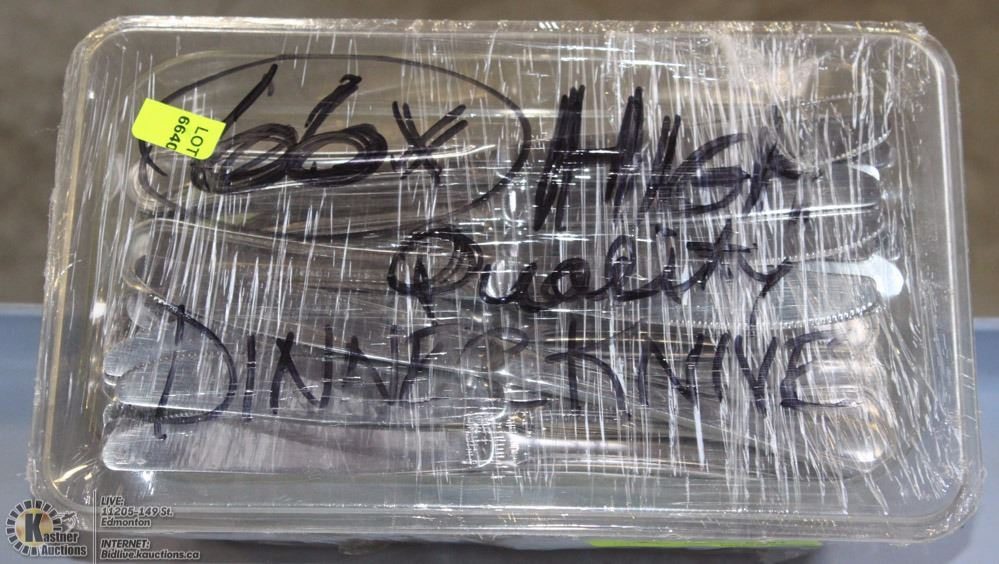 66x HIGH
LOT
6640
Quality
DINNER KNIVE
LIVE:
11205-149 St.
Edmonton
Kastner
Auctions
INTERNET:
Bidlive.kauctions.ca